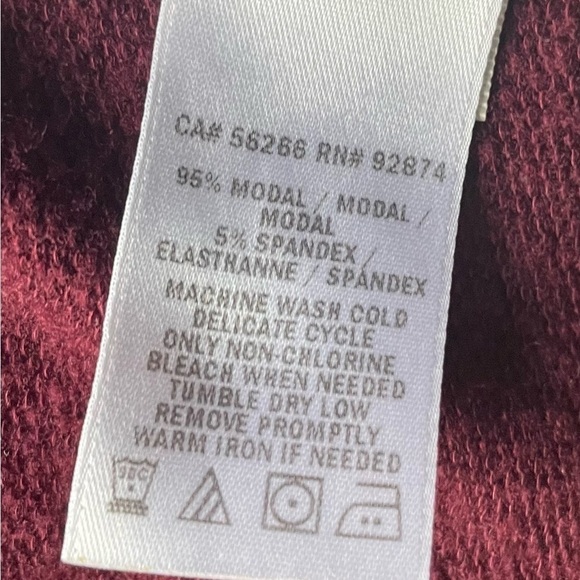 CA# 56266 RN# 92874
95% MODAL / MODAL /
MODAL
5% SPANDEX /
ELASTHANNE / SPANDEX
MACHINE WASH COLD
DELICATE CYCLE
ONLY NON-CHLORINE
BLEACH WHEN NEEDED
TUMBLE DRY LOW
REMOVE PROMPTLY
WARM IRON IF NEEDED
30C